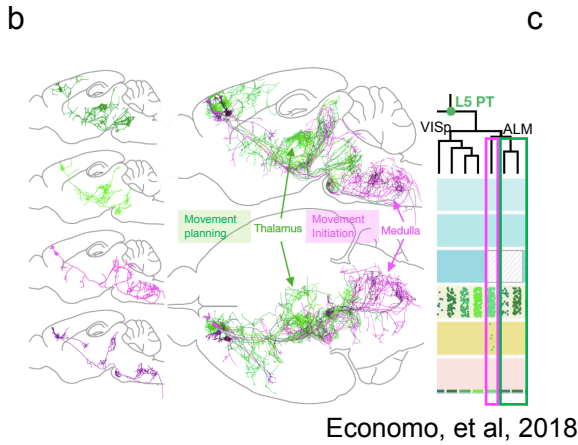 b
c
L5 PT
VISp
ALM
Movement
planning
Thalamus
Movement
Initiation
Medulla
Economo, et al, 2018